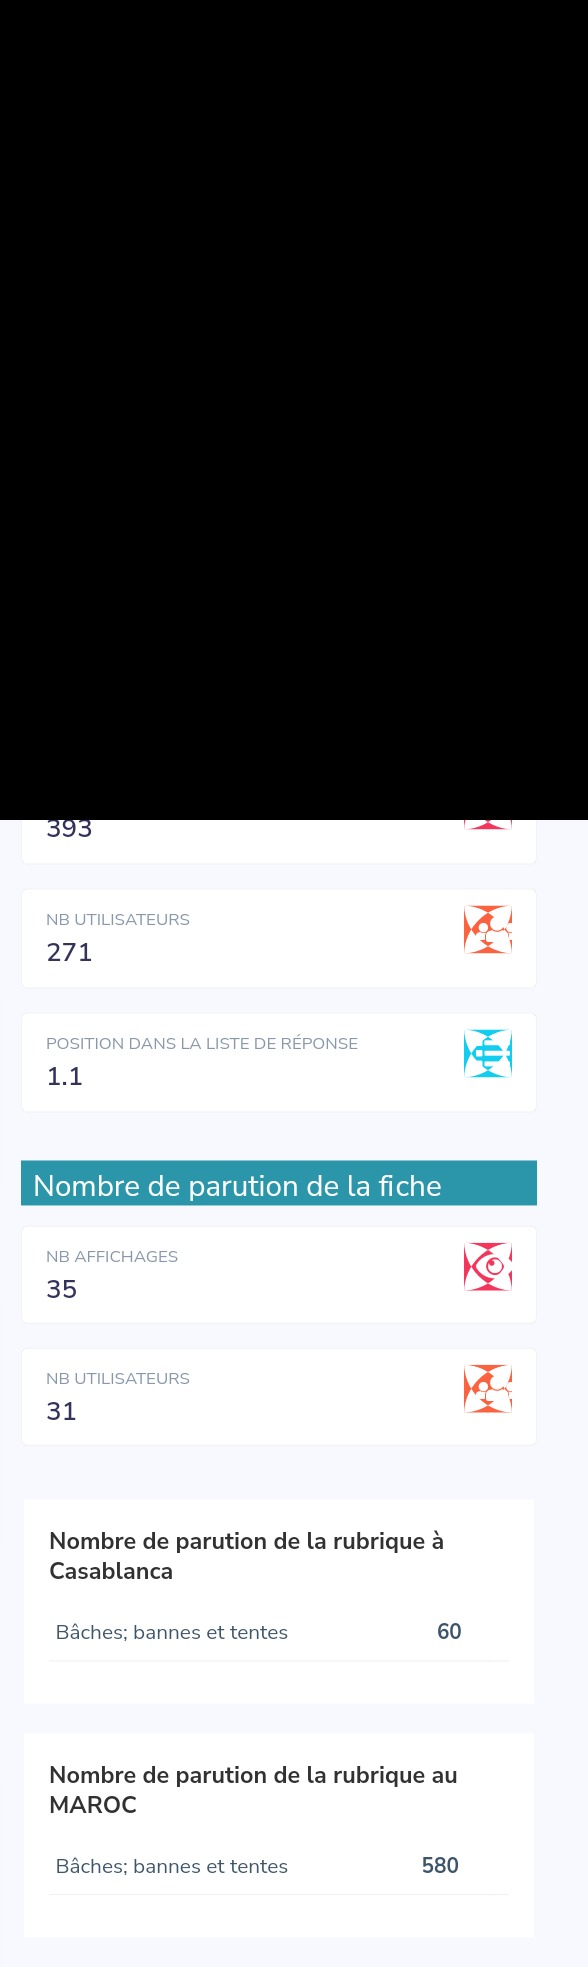 393
NB UTILISATEURS
271
POSITION DANS LA LISTE DE RÉPONSE
1.1
Nombre de parution de la fiche
NB AFFICHAGES
35
NB UTILISATEURS
31
Nombre de parution de la rubrique à
Casablanca
Bâches; bannes et tentes 60
Nombre de parution de la rubrique au
MAROC
Bâches; bannes et tentes 580